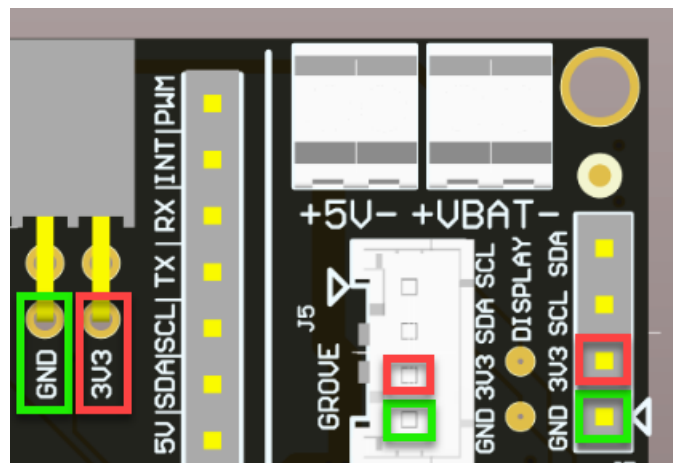 5V|SDA|SCL| TX | RX |INT|PWM
+5V- +VBAT-
J5
GROVE
GND 3V3 SDA SCL
DISPLAY
GND 3V3 SCL SDA
GND
3V3